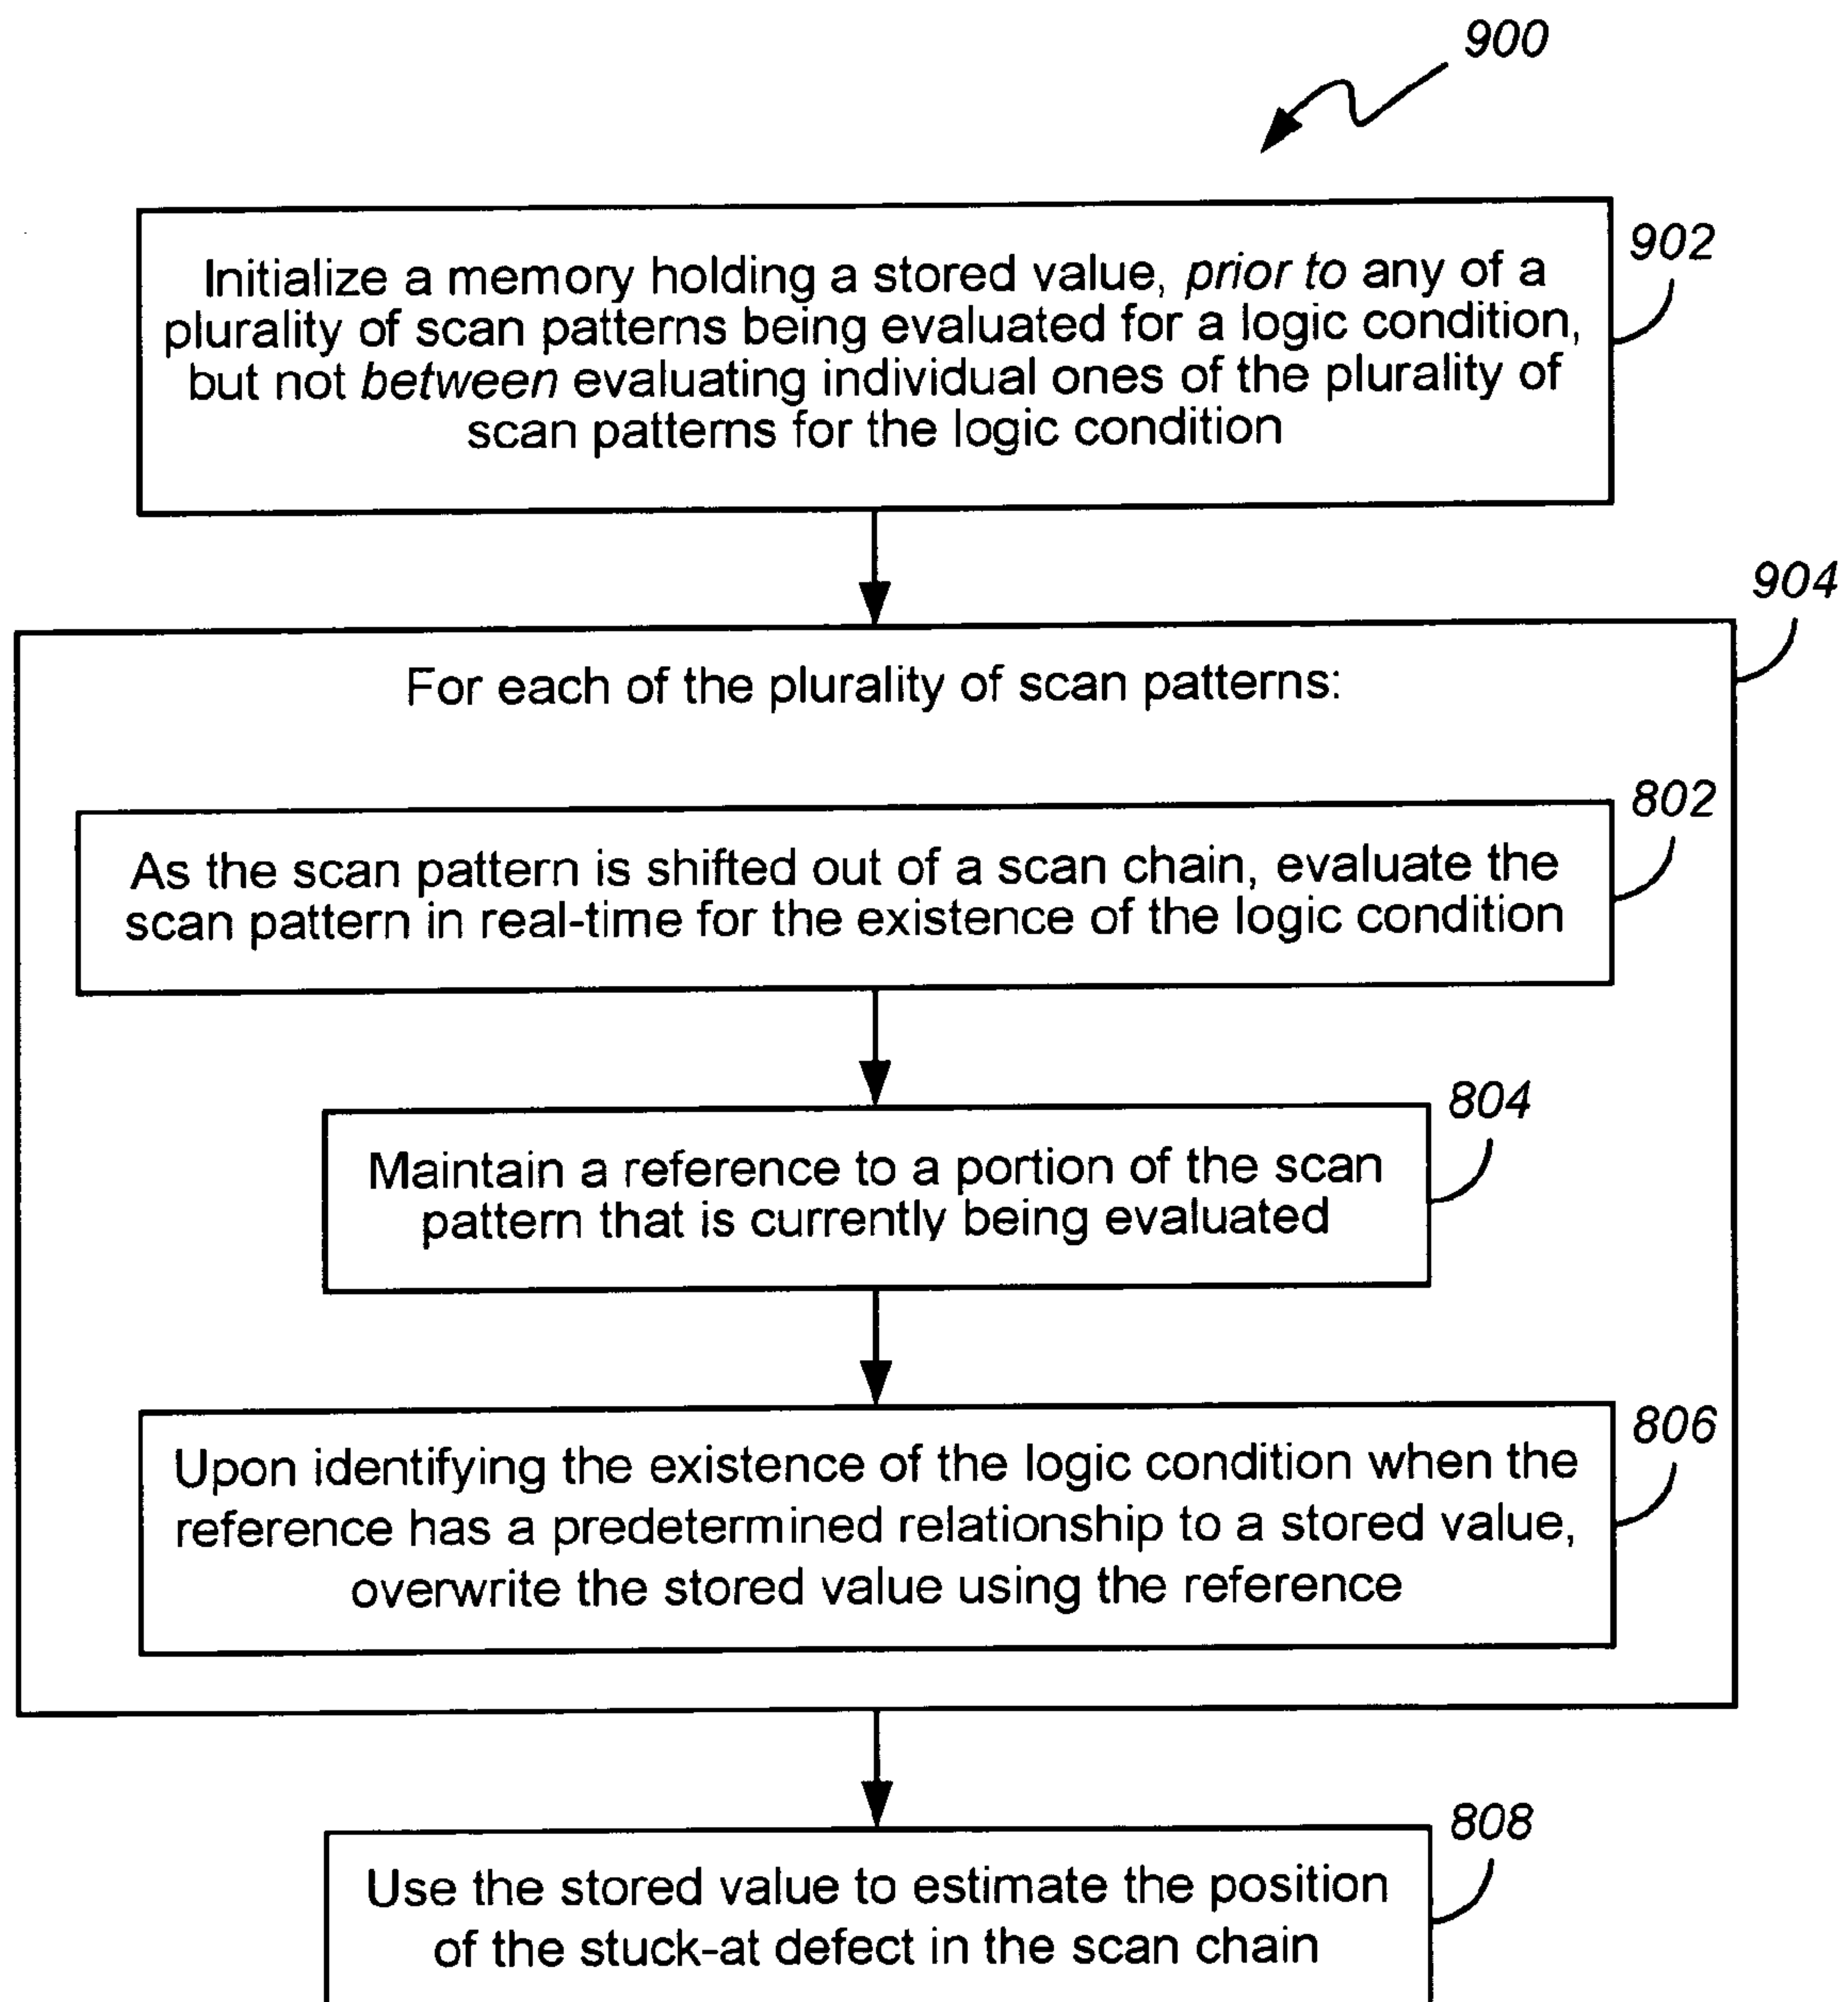 900
902
Initialize a memory holding a stored value, prior to any of a
plurality of scan patterns being evaluated for a logic condition,
but not between evaluating individual ones of the plurality of
scan patterns for the logic condition
904
For each of the plurality of scan patterns:
802
As the scan pattern is shifted out of a scan chain, evaluate the
scan pattern in real-time for the existence of the logic condition
804
Maintain a reference to a portion of the scan
pattern that is currently being evaluated
806
Upon identifying the existence of the logic condition when the
reference has a predetermined relationship to a stored value,
overwrite the stored value using the reference
808
Use the stored value to estimate the position
of the stuck-at defect in the scan chain